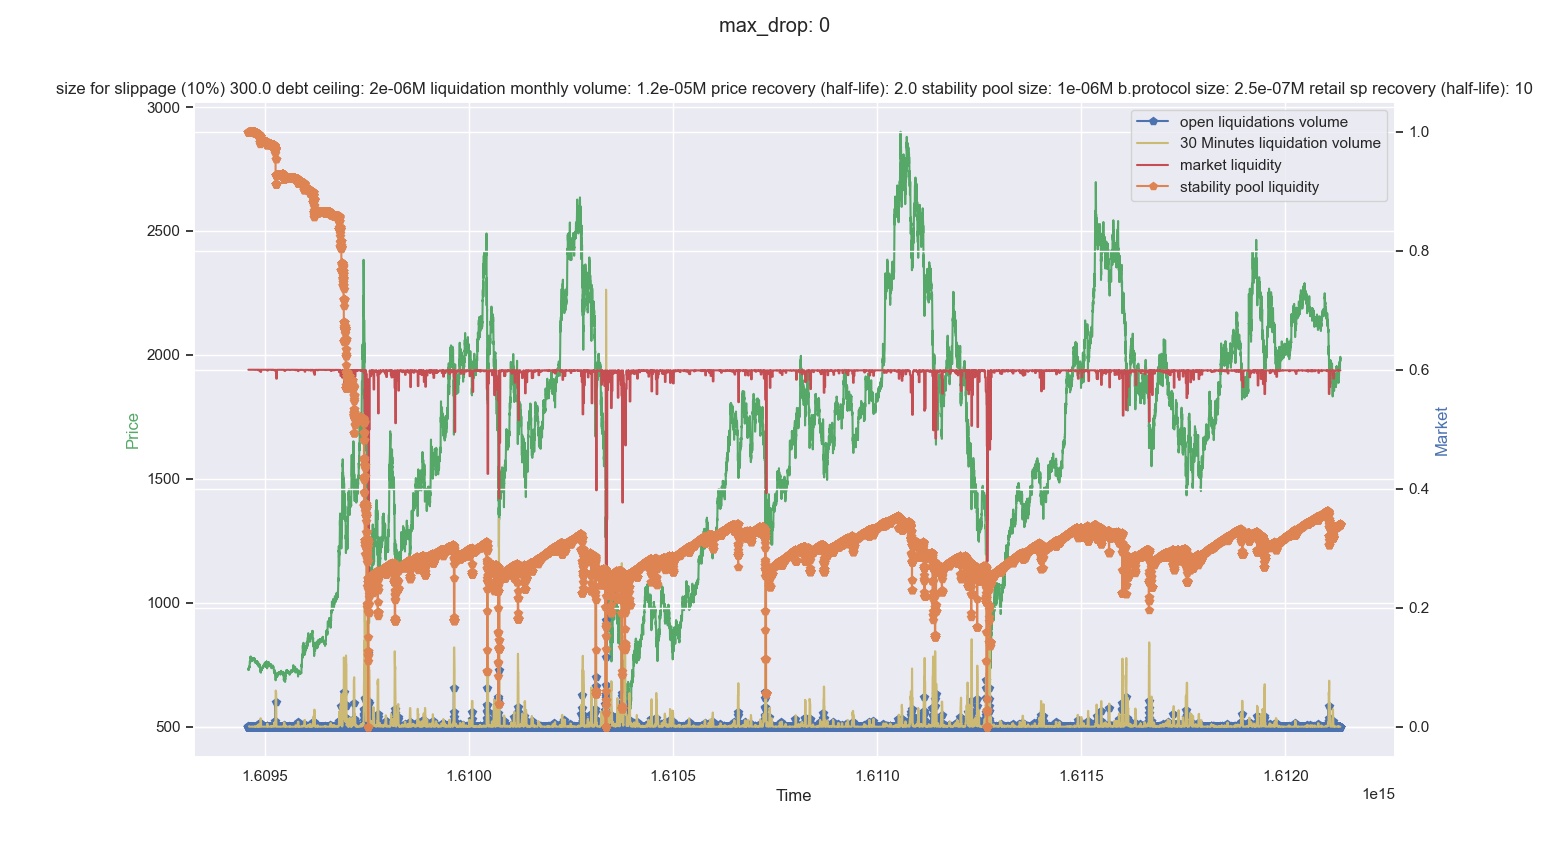 max_drop: 0
size for slippage (10%) 300.0 debt ceiling: 2e-06M liquidation monthly volume: 1.2e-05M price recovery (half-life): 2.0 stability pool size: 1e-06M b.protocol size: 2.5e-07M retail sp recovery (half-life): 10
3000
2500
2000
1500
1000
500
Price
open liquidations volume
30 Minutes liquidation volume
market liquidity
stability pool liquidity
1.0
0.8
0.6
0.4
0.2
0.0
Market
1.6095 1.6100 1.6105 1.6110 1.6115 1.6120
Time
1e15